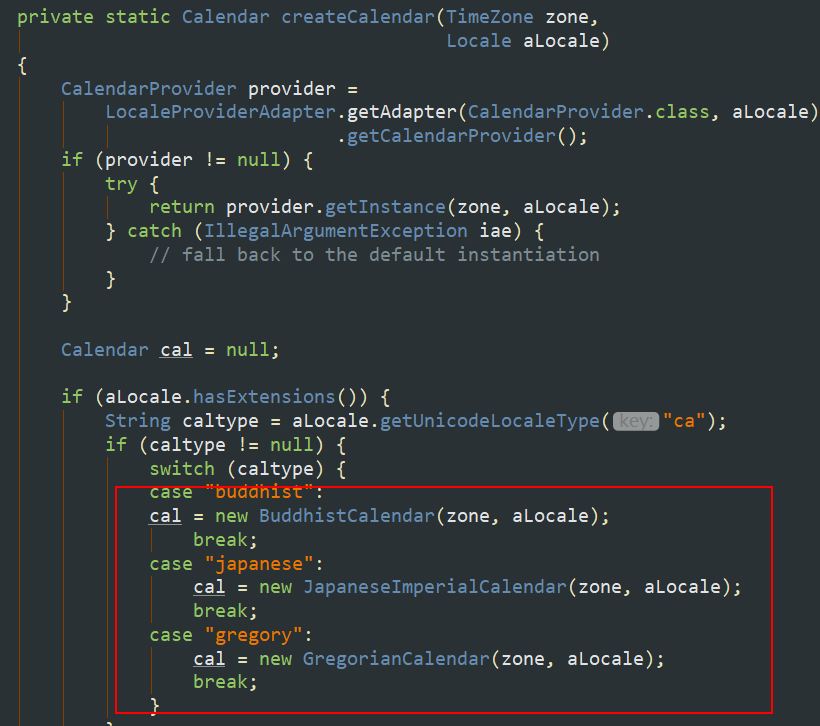 private static Calendar createCalendar(TimeZone zone,
                                       Locale aLocale)
{
    CalendarProvider provider =
        LocaleProviderAdapter.getAdapter(CalendarProvider.class, aLocale)
                             .getCalendarProvider();
    if (provider != null) {
        try {
            return provider.getInstance(zone, aLocale);
        } catch (IllegalArgumentException iae) {
            // fall back to the default instantiation
        }
    }
    Calendar cal = null;
    if (aLocale.hasExtensions()) {
        String caltype = aLocale.getUnicodeLocaleType( key: "ca");
        if (caltype != null) {
            switch (caltype) {
            case "buddhist":
            cal = new BuddhistCalendar(zone, aLocale);
                break;
            case "japanese":
                cal = new JapaneseImperialCalendar(zone, aLocale);
                break;
            case "gregory":
                cal = new GregorianCalendar(zone, aLocale);
                break;
            }